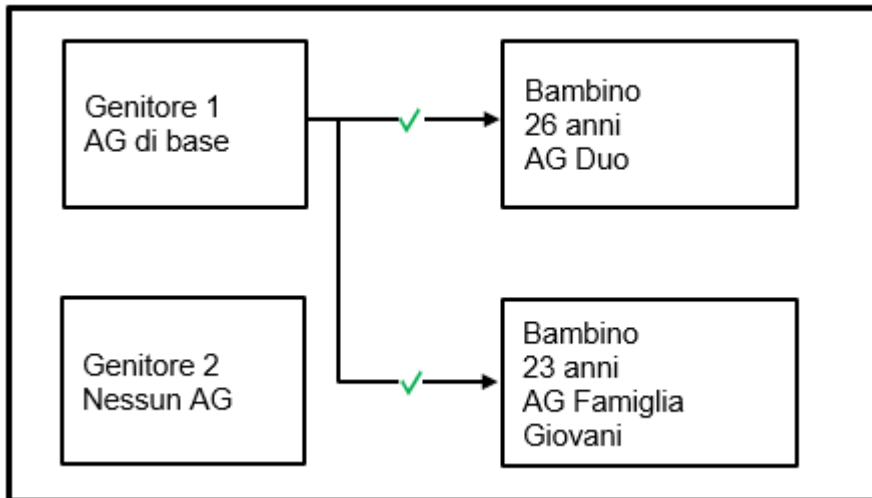 Genitore 1
AG di base
Bambino
26 anni
AG Duo
Genitore 2
Nessun AG
Bambino
23 anni
AG Famiglia
Giovani